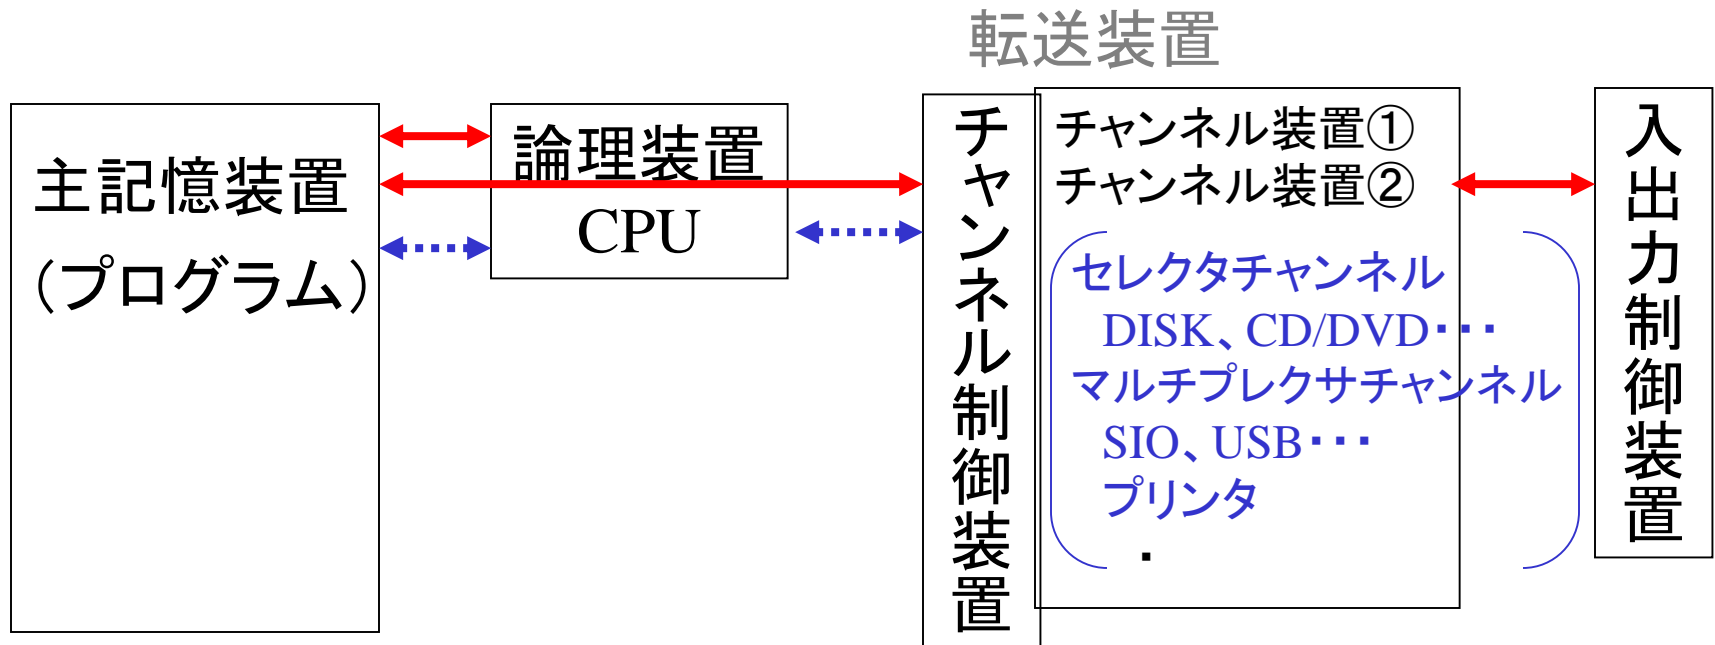 転送装置
主記憶装置
（プログラム）
論理装置
CPU
チャンネル制御装置
チャンネル装置①
チャンネル装置②
セレクタチャンネル
DISK、CD/DVD・・・
マルチプレクサチャンネル
SIO、USB・・・
プリンタ
・
入出力制御装置